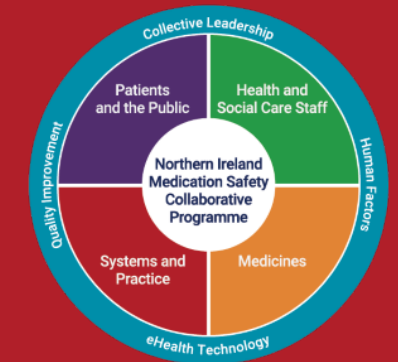 Collective Leadership
Patients
and the Public
Health and
Social Care Staff
Quality Improvement
Human Factors
Northern Ireland
Medication Safety
Collaborative
Programme
Systems and
Practice
Medicines
eHealth Technology